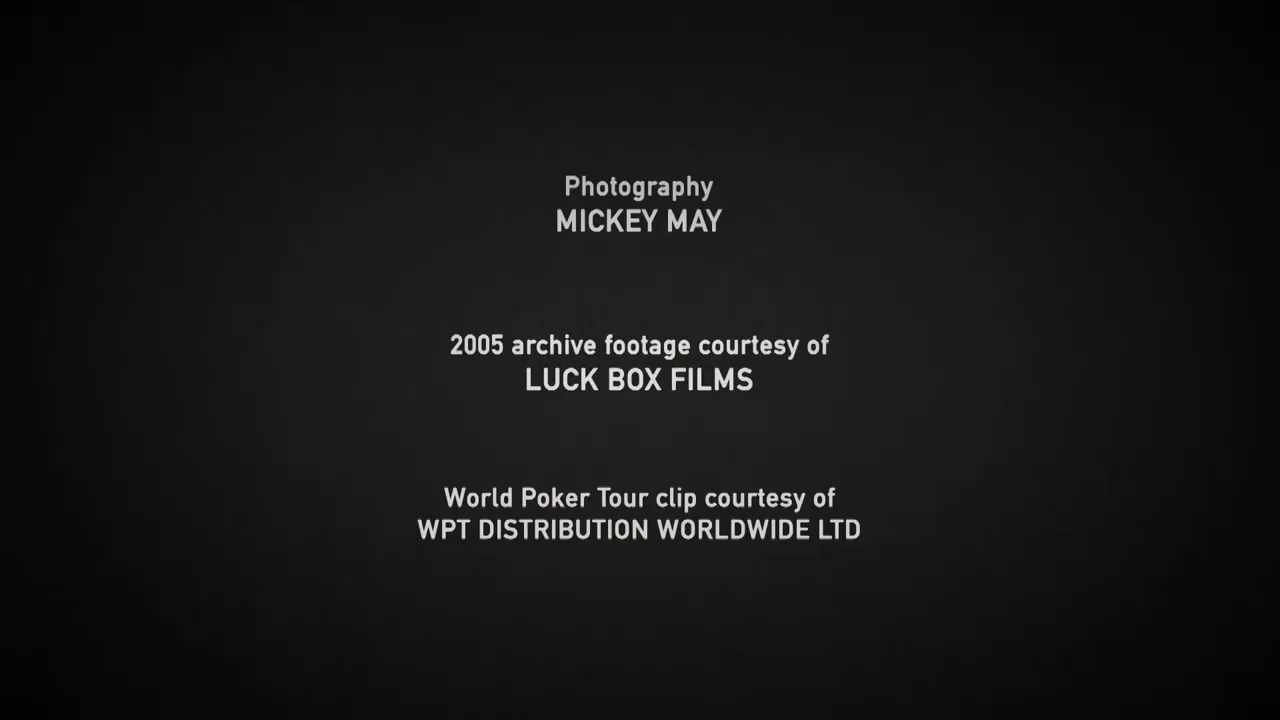 Photography
MICKEY MAY
2005 archive footage courtesy of
LUCK BOX FILMS
World Poker Tour clip courtesy of
WPT DISTRIBUTION WORLDWIDE LTD